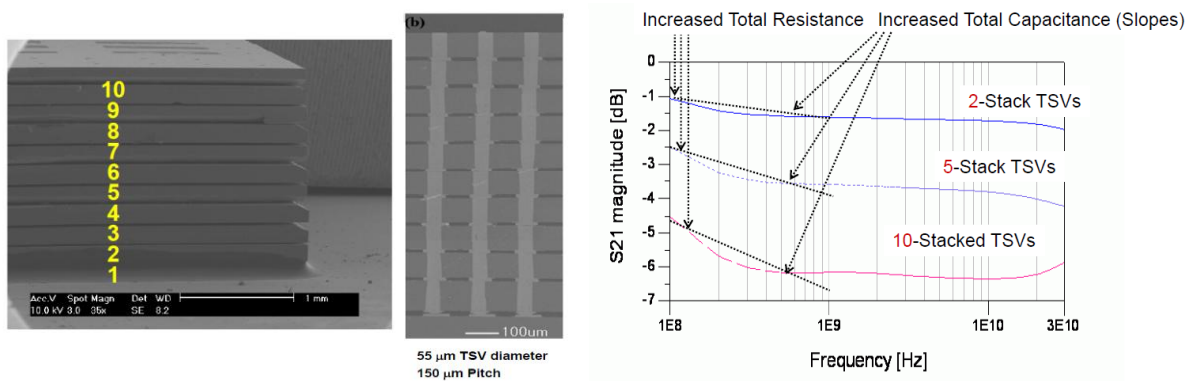 10
9
8
7
6
5
4
3
2
1
Acc.V Spot Magn Det WD
10.0 kV 3.0 35x SE 8.2
1 mm
(b)
100um
55 μm TSV diameter
150 μm Pitch
Increased Total Resistance Increased Total Capacitance (Slopes)
0
-1
-2
-3
-4
-5
-6
-7
S21 magnitude [dB]
2-Stack TSVs
5-Stack TSVs
10-Stacked TSVs
1E8 1E9 1E10 3E10
Frequency [Hz]